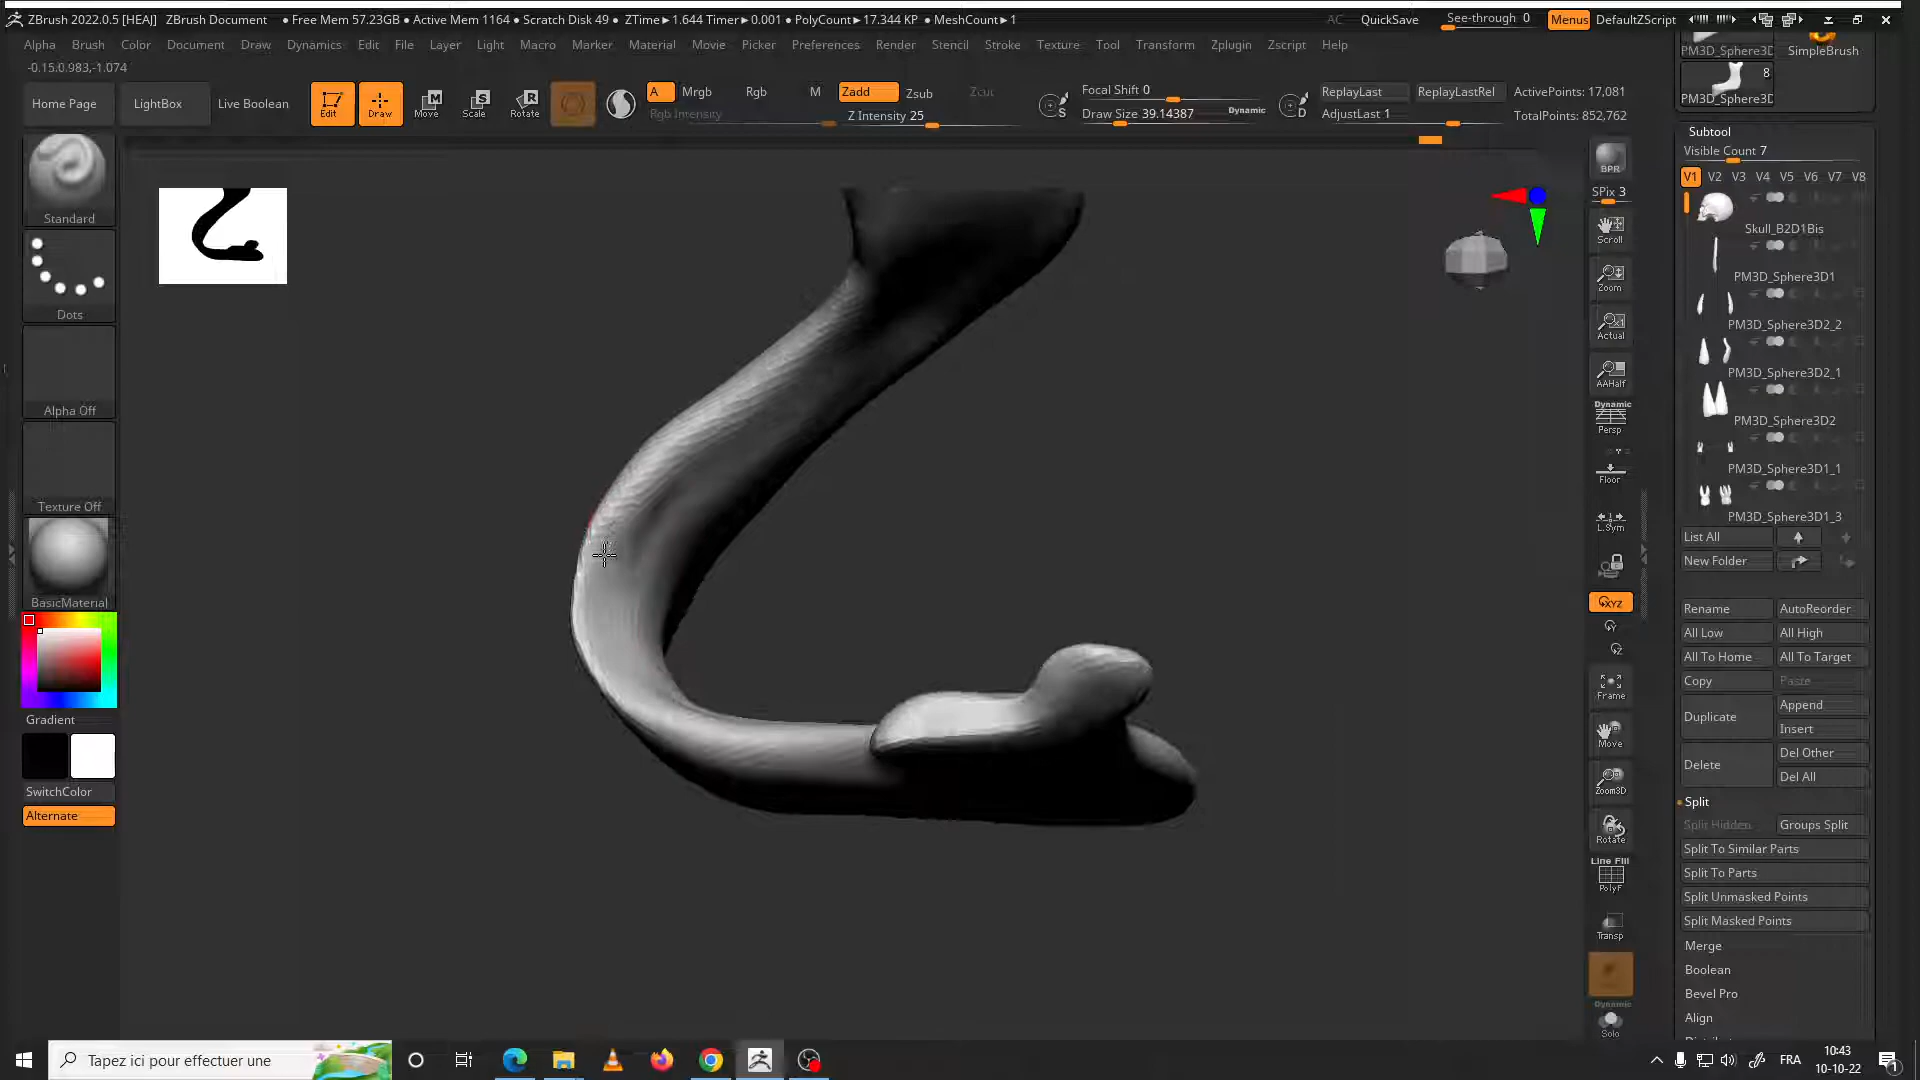 ZBrush 2022.0.5 [HEAJ] ZBrush Document • Free Mem 57.23GB • Active Mem 1164 • Scratch Disk 49 • ZTime►1.644 Timer►0.001 • PolyCount►17.344 KP • MeshCount►1 AC QuickSave See-through 0 Menus DefaultZScript
Alpha Brush Color Document Draw Dynamics Edit File Layer Light Macro Marker Material Movie Picker Preferences Render Stencil Stroke Texture Tool Transform Zplugin Zscript Help
-0.15,0.983,-1.074
Home Page LightBox Live Boolean Edit Draw Move Scale Rotate A Mrgb Rgb M Zadd Zsub Zcut Focal Shift 0 ReplayLast ReplayLastRel ActivePoints: 17,081
Rgb Intensity Z Intensity 25 Draw Size 39.14387 Dynamic AdjustLast 1 TotalPoints: 852,762
S
D
Standard
Dots
Alpha Off
Texture Off
BasicMaterial
Gradient
SwitchColor
Alternate
BPR
SPix 3
Scroll
Zoom
Actual
AAHalf
Dynamic
Persp
Floor
L.Sym
XYZ
Frame
Move
Zoom3D
Rotate
Line Fill
PolyF
Transp
Dynamic
Solo
PM3D_Sphere3D SimpleBrush
8
PM3D_Sphere3D
Subtool
Visible Count 7
V1 V2 V3 V4 V5 V6 V7 V8
Skull_B2D1Bis
PM3D_Sphere3D1
PM3D_Sphere3D2_2
PM3D_Sphere3D2_1
PM3D_Sphere3D2
PM3D_Sphere3D1_1
PM3D_Sphere3D1_3
List All
New Folder
Rename AutoReorder
All Low All High
All To Home All To Target
Copy Paste
Duplicate Append
Insert
Delete Del Other
Del All
Split
Split Hidden Groups Split
Split To Similar Parts
Split To Parts
Split Unmasked Points
Split Masked Points
Merge
Boolean
Bevel Pro
Align
Tapez ici pour effectuer une
FRA
10:43
10-10-22
1